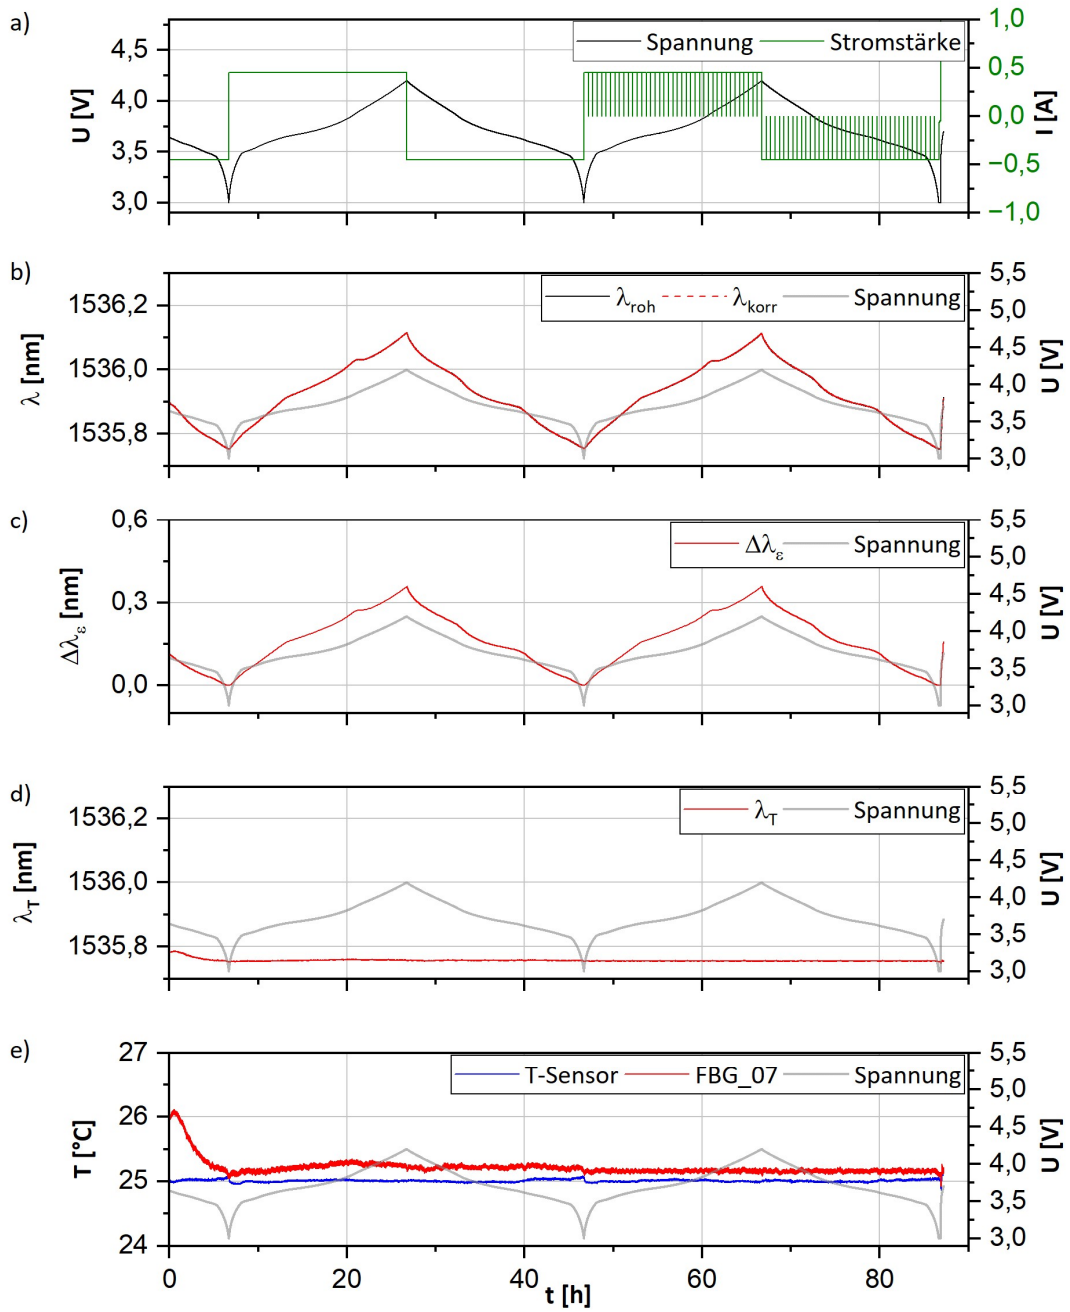 a)
4,5
4,0
3,5
3,0
U [V]
Spannung Stromstärke
1,0
0,5
0,0
−0,5
−1,0
I [A]
b)
1536,2
1536,0
1535,8
λ [nm]
λroh λkorr Spannung
5,5
5,0
4,5
4,0
3,5
3,0
U [V]
c)
0,6
0,3
0,0
Δλε [nm]
Δλε Spannung
5,5
5,0
4,5
4,0
3,5
3,0
U [V]
d)
1536,2
1536,0
1535,8
λT [nm]
λT Spannung
5,5
5,0
4,5
4,0
3,5
3,0
U [V]
e)
27
26
25
24
T [°C]
T-Sensor FBG_07 Spannung
5,5
5,0
4,5
4,0
3,5
3,0
U [V]
0 20 40 60 80
t [h]